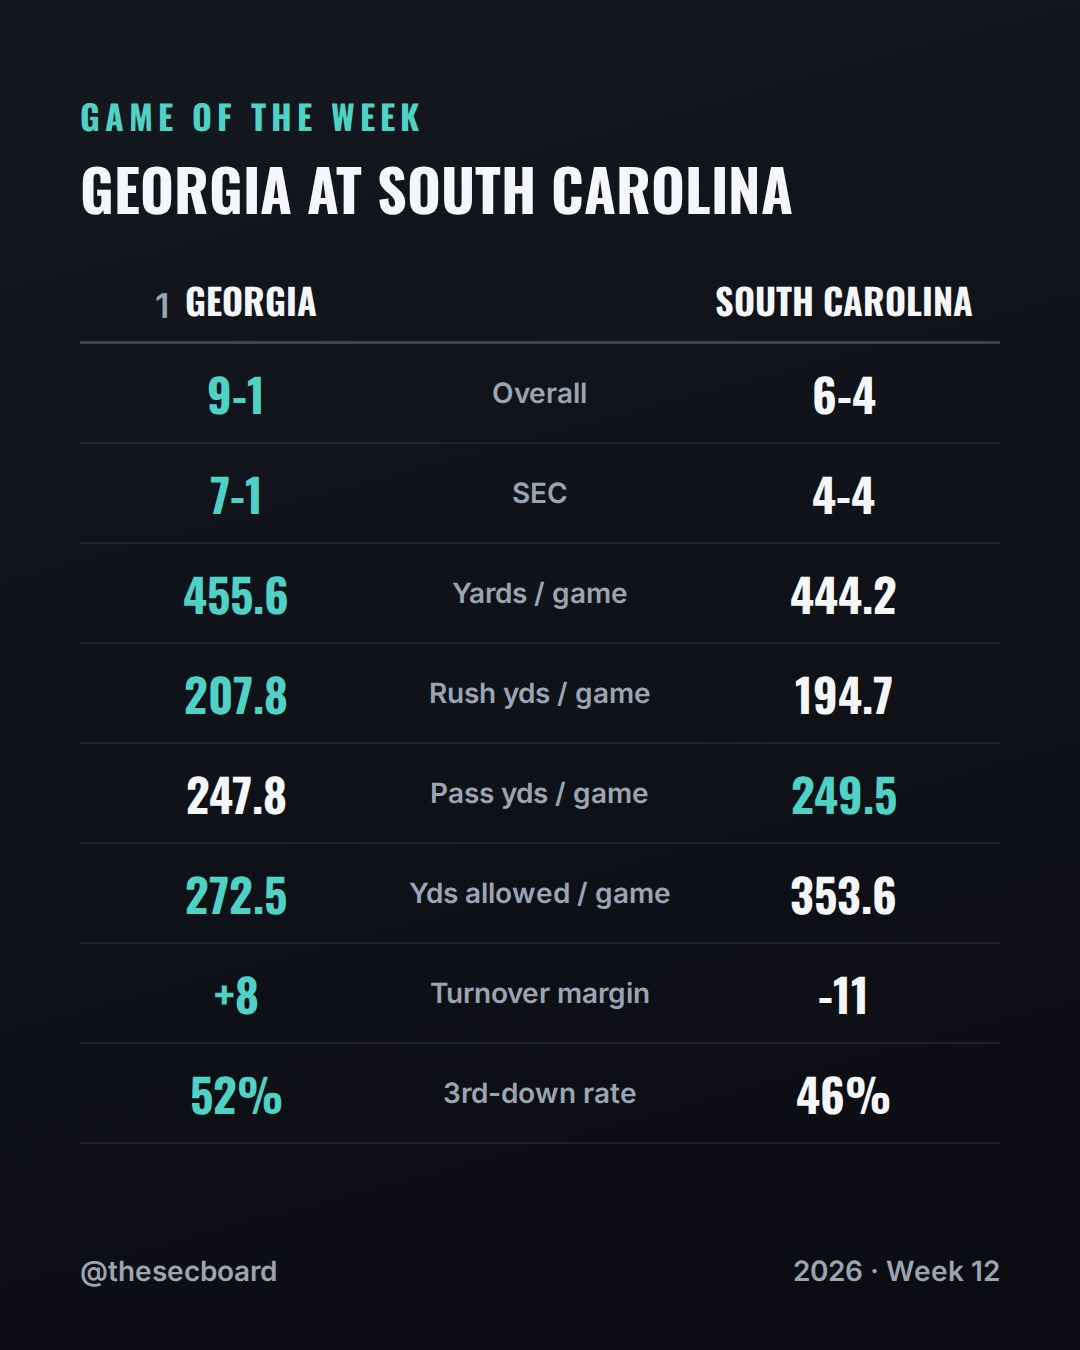 GAME OF THE WEEK
GEORGIA AT SOUTH CAROLINA
1 GEORGIA SOUTH CAROLINA
9-1 Overall 6-4
7-1 SEC 4-4
455.6 Yards / game 444.2
207.8 Rush yds / game 194.7
247.8 Pass yds / game 249.5
272.5 Yds allowed / game 353.6
+8 Turnover margin -11
52% 3rd-down rate 46%
@thesecboard 2026 · Week 12